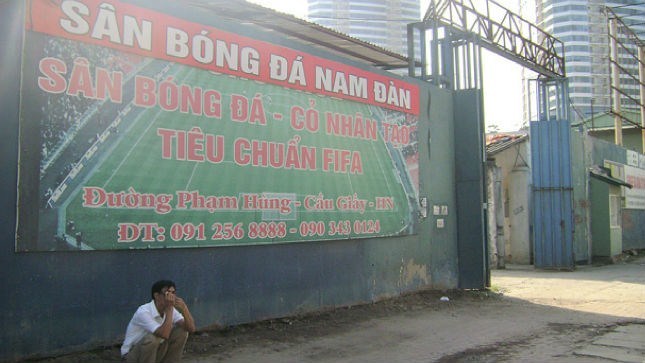 SÂN BÓNG ĐÁ NAM ĐÀN
SÂN BÓNG ĐÁ - CỎ NHÂN TẠO
TIÊU CHUẨN FIFA
Đường Phạm Hùng - Cầu Giấy - HN
ĐT: 091 256 8888 - 090 343 0124